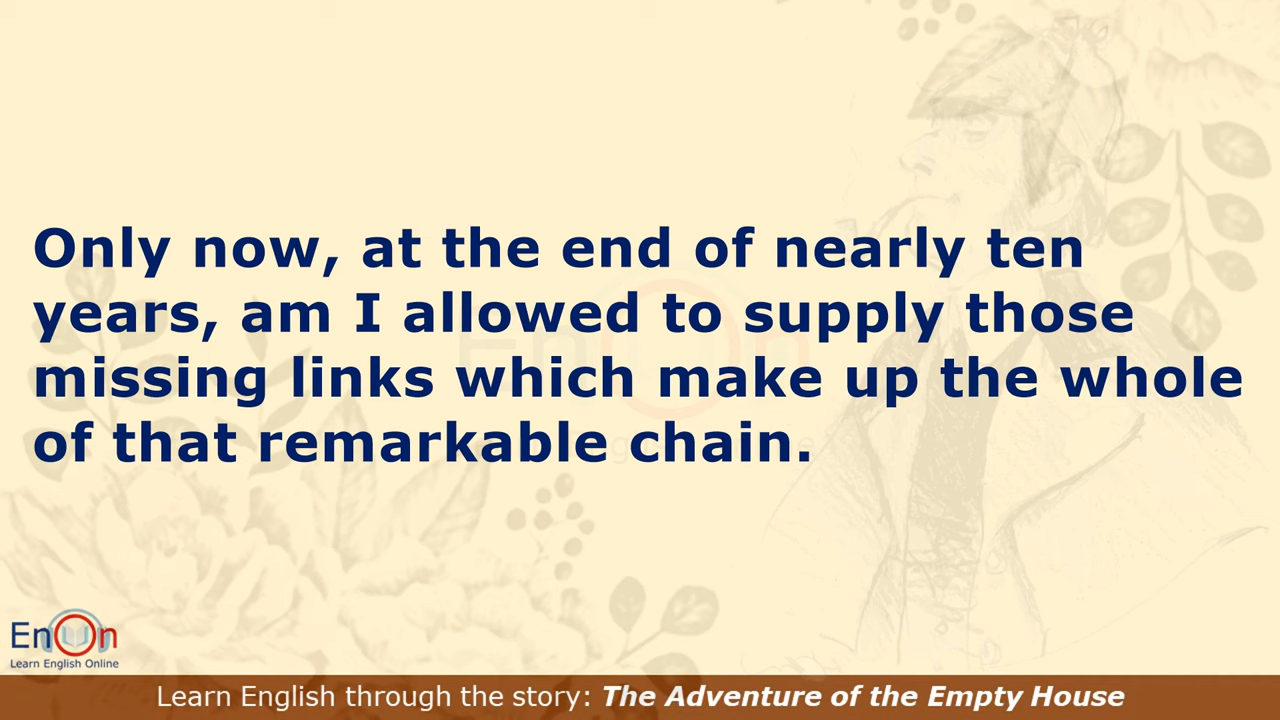 Only now, at the end of nearly ten
years, am I allowed to supply those
missing links which make up the whole
of that remarkable chain.
EnOn
Learn English Online
Learn English through the story: The Adventure of the Empty House